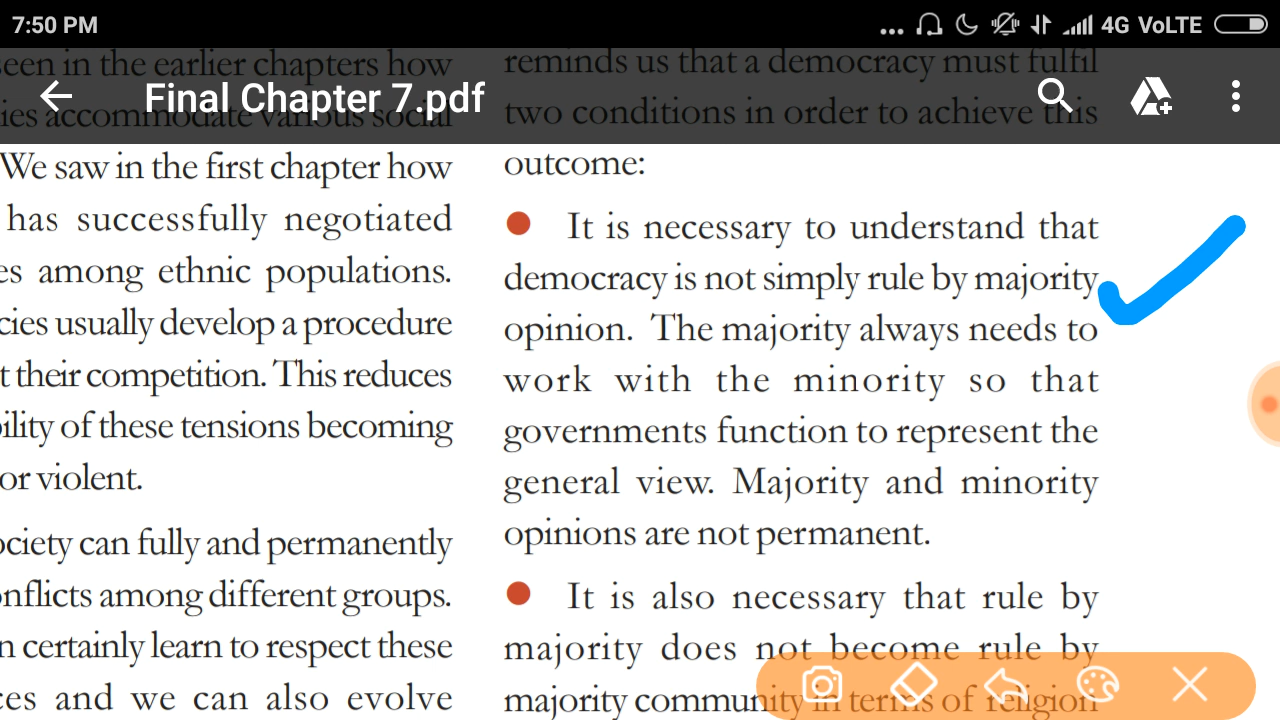 7:50 PM
4G VoLTE
Final Chapter 7.pdf
seen in the earlier chapters how
ies accommodate various social
We saw in the first chapter how
has successfully negotiated
es among ethnic populations.
cies usually develop a procedure
t their competition. This reduces
ility of these tensions becoming
or violent.
ociety can fully and permanently
nflicts among different groups.
n certainly learn to respect these
ces and we can also evolve
reminds us that a democracy must fulfil
two conditions in order to achieve this
outcome:
It is necessary to understand that
democracy is not simply rule by majority
opinion. The majority always needs to
work with the minority so that
governments function to represent the
general view. Majority and minority
opinions are not permanent.
It is also necessary that rule by
majority does not become rule by
majority community in terms of religion